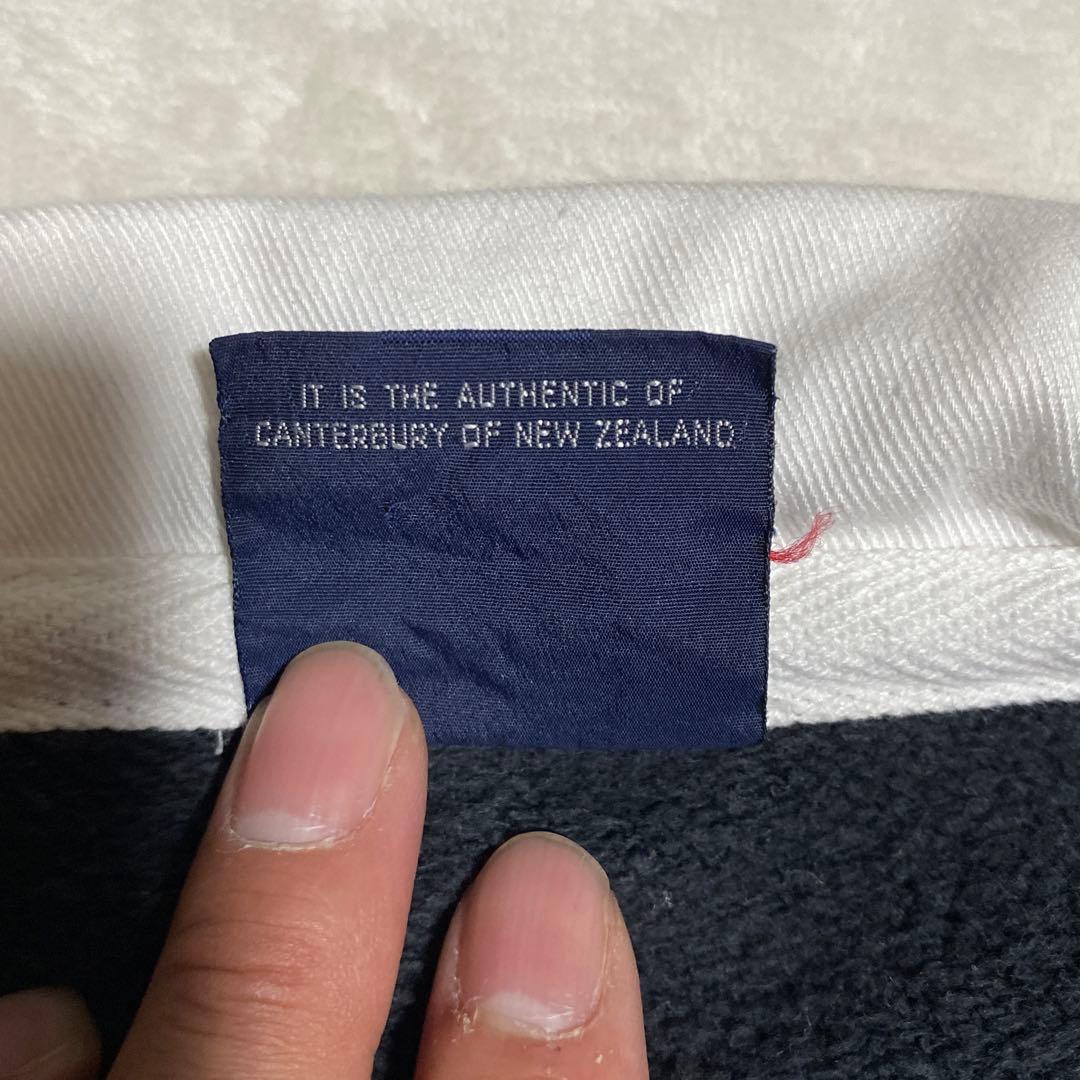 IT IS THE AUTHENTIC OF
CANTERBURY OF NEW ZEALAND